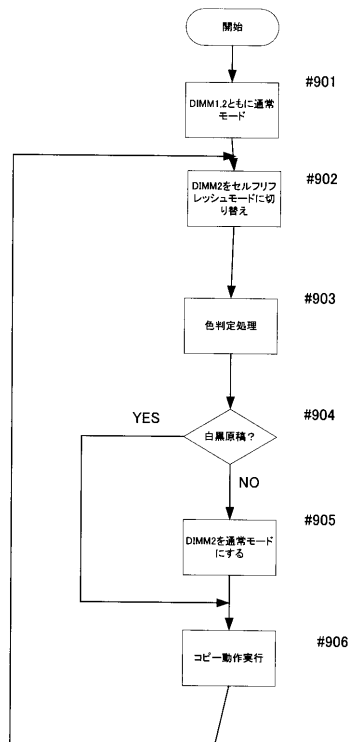 開始
#901
DIMM1,2ともに通常
モード
#902
DIMM2をセルフリフ
レッシュモードに切
り替え
#903
色判定処理
#904
YES
白黒原稿?
NO
#905
DIMM2を通常モード
にする
#906
コピー動作実行